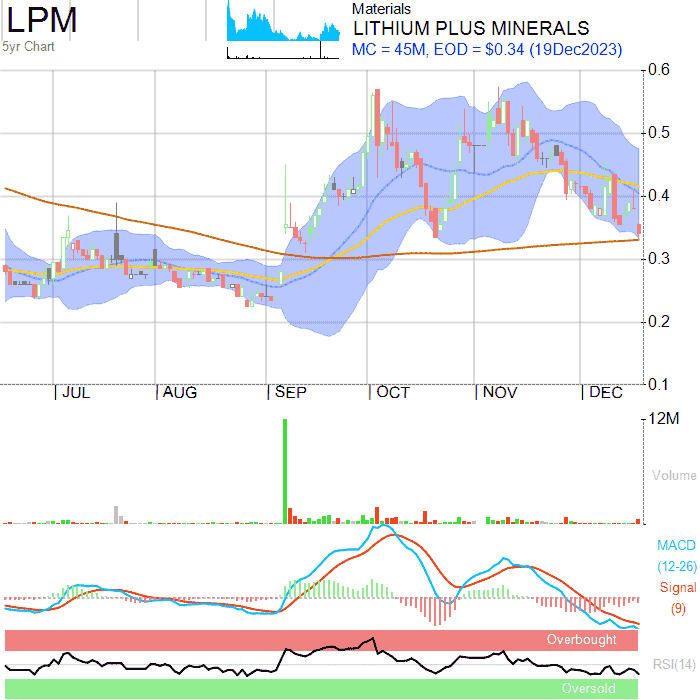 LPM
5yr Chart
Materials
LITHIUM PLUS MINERALS
MC = 45M, EOD = $0.34 (19Dec2023)
0.6
0.5
0.4
0.3
0.2
0.1
JUL AUG SEP OCT NOV DEC
12M
Volume
MACD
(12-26)
Signal
(9)
Overbought
RSI(14)
Oversold